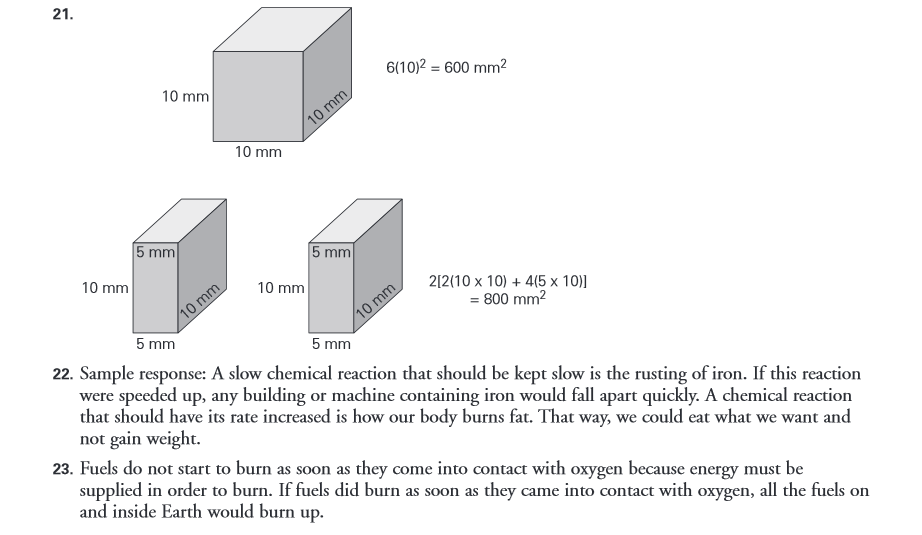 21.
6(10)² = 600 mm²
10 mm
10 mm
10 mm
5 mm
5 mm
10 mm
10 mm
10 mm
10 mm
2[2(10 x 10) + 4(5 x 10)]
= 800 mm²
5 mm
5 mm
22. Sample response: A slow chemical reaction that should be kept slow is the rusting of iron. If this reaction
were speeded up, any building or machine containing iron would fall apart quickly. A chemical reaction
that should have its rate increased is how our body burns fat. That way, we could eat what we want and
not gain weight.
23. Fuels do not start to burn as soon as they come into contact with oxygen because energy must be
supplied in order to burn. If fuels did burn as soon as they came into contact with oxygen, all the fuels on
and inside Earth would burn up.